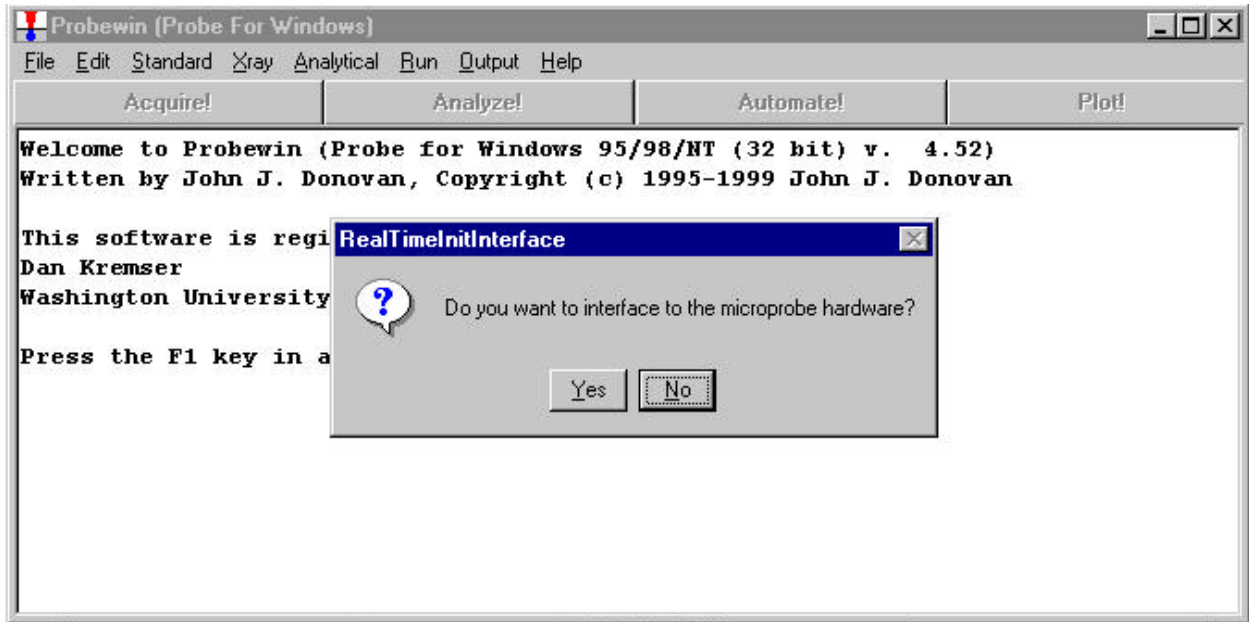 Probewin (Probe For Windows)
File Edit Standard Xray Analytical Run Output Help
Acquire! Analyze! Automate! Plot!
Welcome to Probewin (Probe for Windows 95/98/NT (32 bit) v. 4.52)
Written by John J. Donovan, Copyright (c) 1995-1999 John J. Donovan
This software is regi
Dan Kremser
Washington University
Press the F1 key in a
RealTimeInitInterface
Do you want to interface to the microprobe hardware?
Yes No